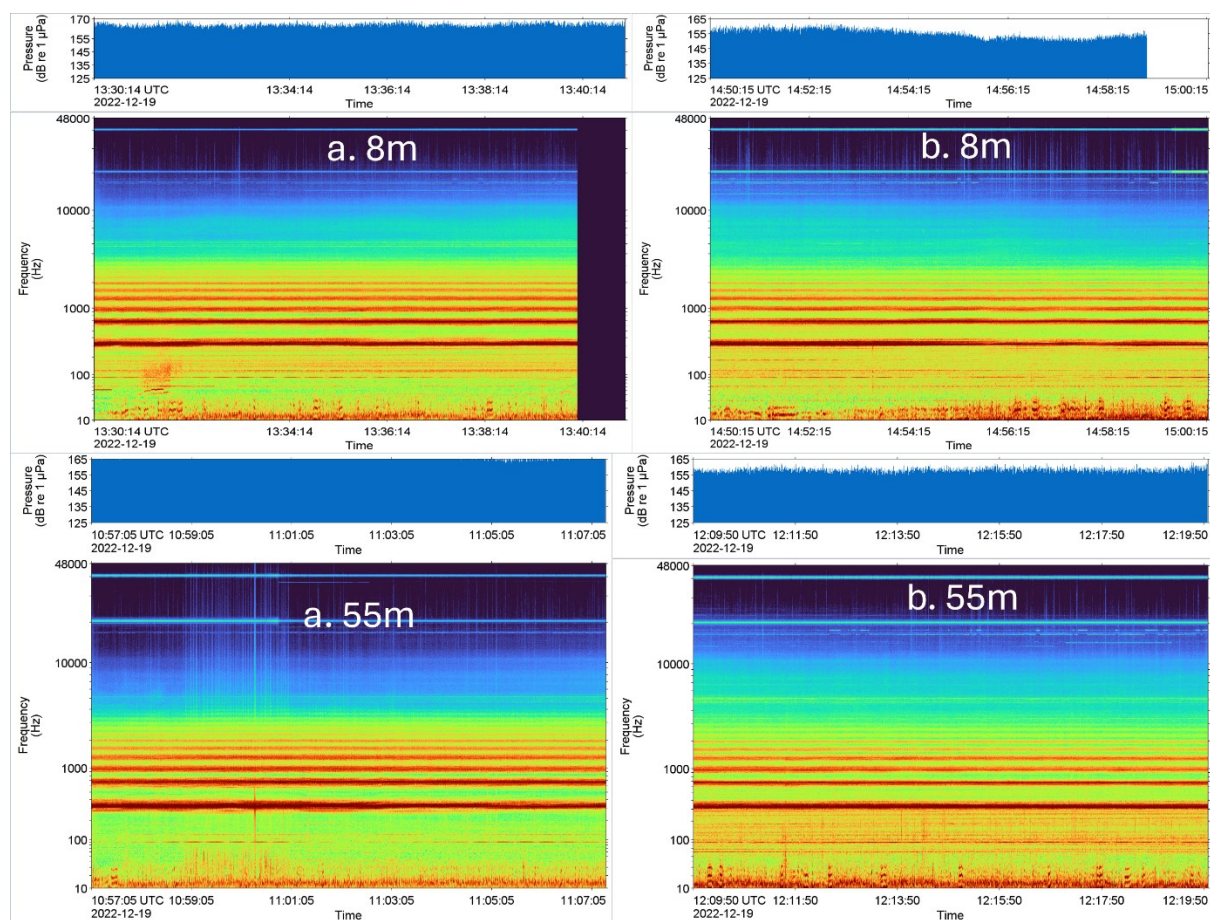 170
165
155
145
135
125
Pressure
(dB re 1 µPa)
13:30:14 UTC 13:34:14 13:36:14 13:38:14 13:40:14
2022-12-19
Time
48000
10000
1000
100
10
Frequency
(Hz)
a. 8m
13:30:14 UTC 13:34:14 13:36:14 13:38:14 13:40:14
2022-12-19
Time
165
155
145
135
125
Pressure
(dB re 1 µPa)
14:50:15 UTC 14:52:15 14:54:15 14:56:15 14:58:15 15:00:15
2022-12-19
Time
48000
10000
1000
100
10
Frequency
(Hz)
b. 8m
14:50:15 UTC 14:52:15 14:54:15 14:56:15 14:58:15 15:00:15
2022-12-19
Time
165
155
145
135
125
Pressure
(dB re 1 µPa)
10:57:05 UTC 10:59:05 11:01:05 11:03:05 11:05:05 11:07:05
2022-12-19
Time
48000
10000
1000
100
10
Frequency
(Hz)
a. 55m
10:57:05 UTC 10:59:05 11:01:05 11:03:05 11:05:05 11:07:05
2022-12-19
Time
165
155
145
135
125
Pressure
(dB re 1 µPa)
12:09:50 UTC 12:11:50 12:13:50 12:15:50 12:17:50 12:19:50
2022-12-19
Time
48000
10000
1000
100
10
Frequency
(Hz)
b. 55m
12:09:50 UTC 12:11:50 12:13:50 12:15:50 12:17:50 12:19:50
2022-12-19
Time